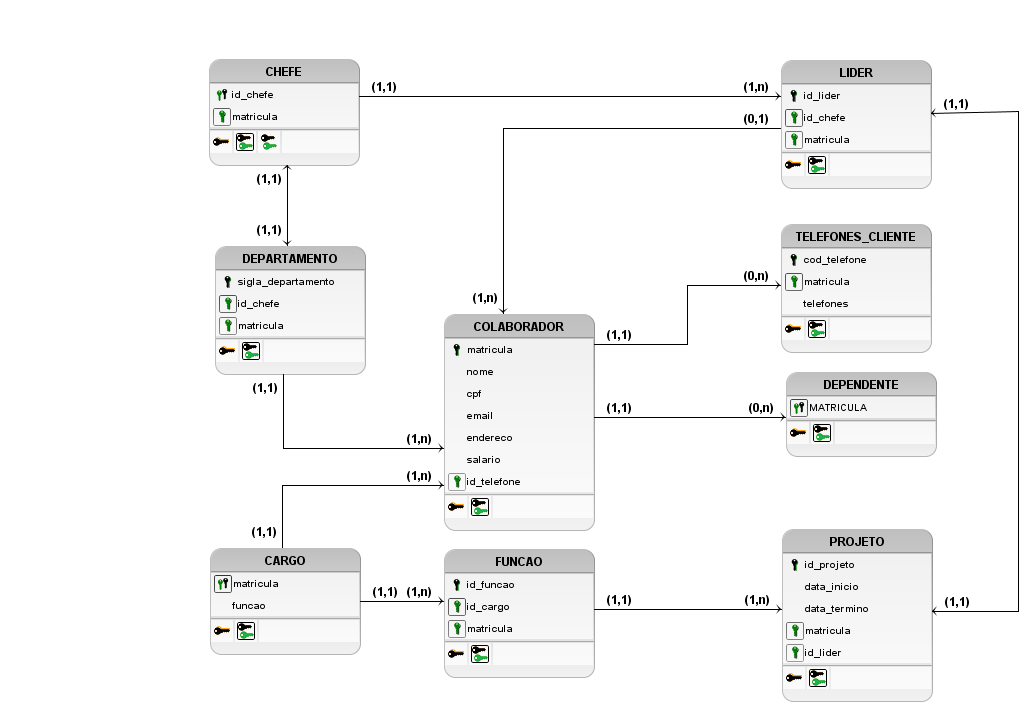 CHEFE
id_chefe
matricula
(1,1)
(1,n)
(0,1)
LIDER
id_lider
id_chefe
matricula
(1,1)
(1,1)
(1,1)
DEPARTAMENTO
sigla_departamento
id_chefe
matricula
(1,1)
(1,n)
TELEFONES_CLIENTE
cod_telefone
matricula
telefones
(0,n)
(1,n)
COLABORADOR
matricula
nome
cpf
email
endereco
salario
id_telefone
(1,1)
(1,1)
(0,n)
DEPENDENTE
MATRICULA
(1,n)
(1,1)
CARGO
matricula
funcao
(1,1)
(1,n)
FUNCAO
id_funcao
id_cargo
matricula
(1,1)
(1,n)
PROJETO
id_projeto
data_inicio
data_termino
matricula
id_lider
(1,1)